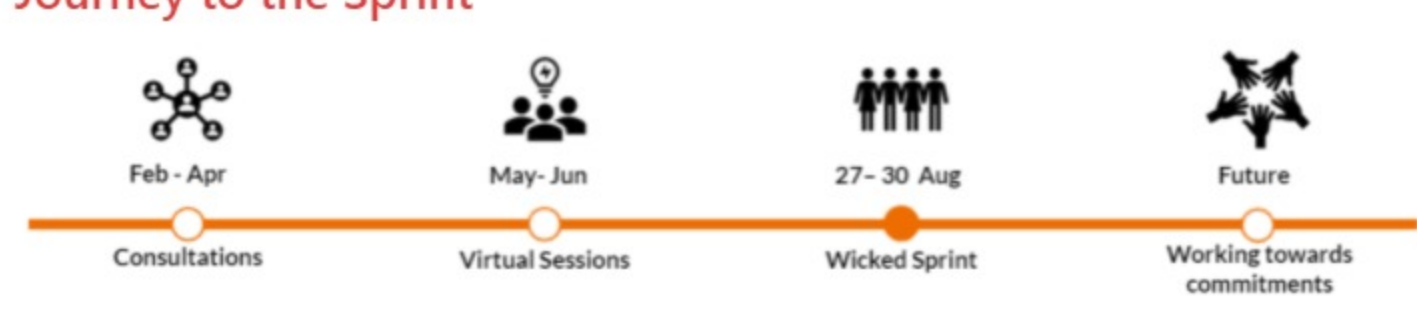 Journey to the Sprint
Feb - Apr
May- Jun
27– 30 Aug
Future
Consultations
Virtual Sessions
Wicked Sprint
Working towards
commitments